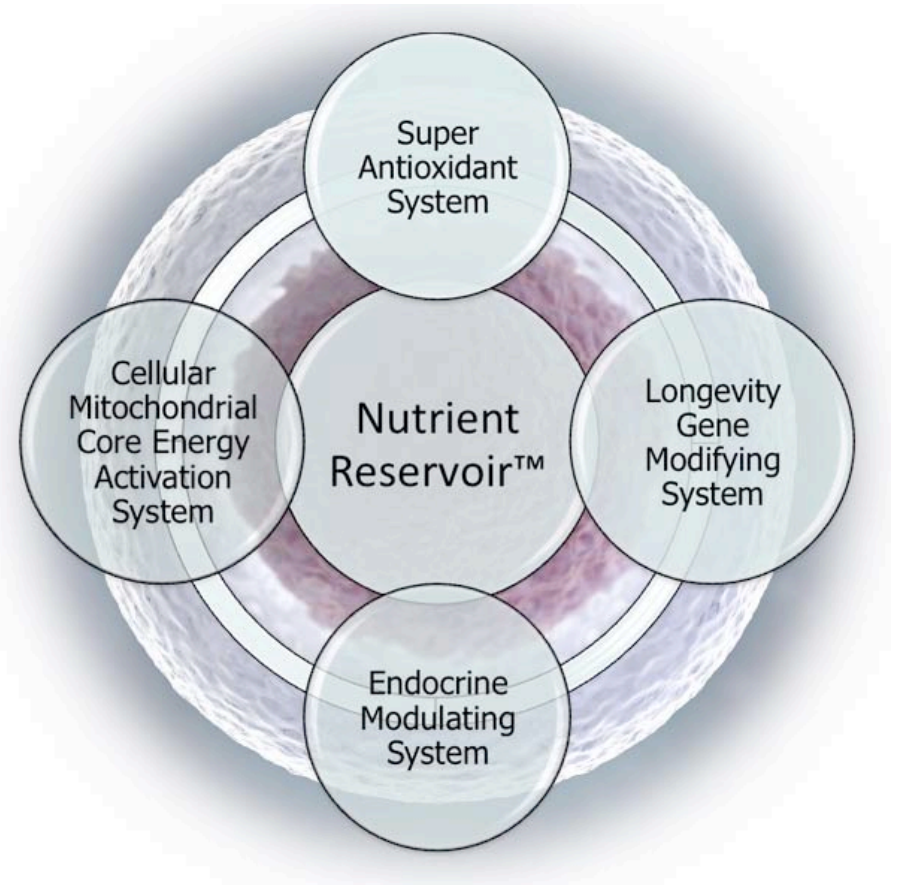 Super
Antioxidant
System
Cellular
Mitochondrial
Core Energy
Activation
System
Nutrient
Reservoir™
Longevity
Gene
Modifying
System
Endocrine
Modulating
System